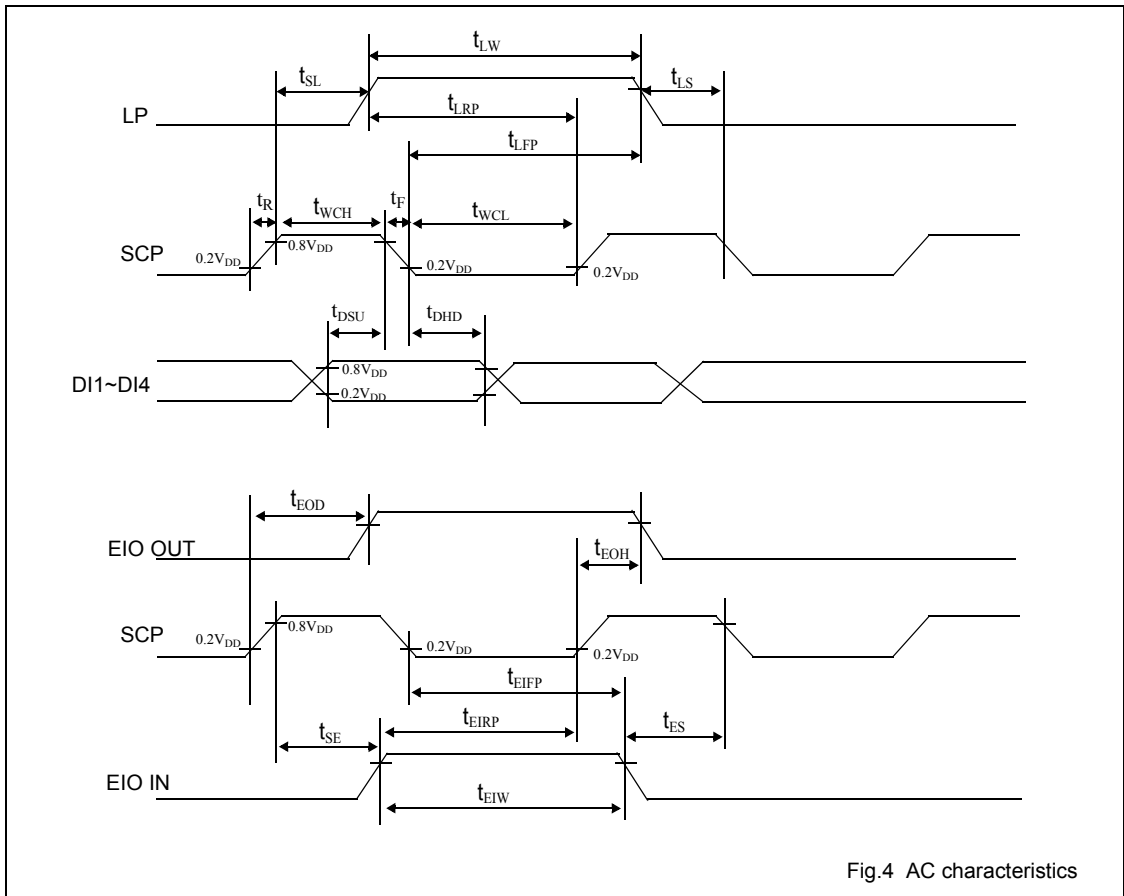 tLW
tSL
tLS
LP
tLRP
tLFP
tR
tWCH
tF
tWCL
SCP
0.2VDD
0.8VDD
0.2VDD
0.2VDD
tDSU
tDHD
DI1~DI4
0.8VDD
0.2VDD
tEOD
EIO OUT
tEOH
SCP
0.2VDD
0.8VDD
0.2VDD
0.2VDD
tEIFP
tSE
tEIRP
tES
EIO IN
tEIW
Fig.4 AC characteristics